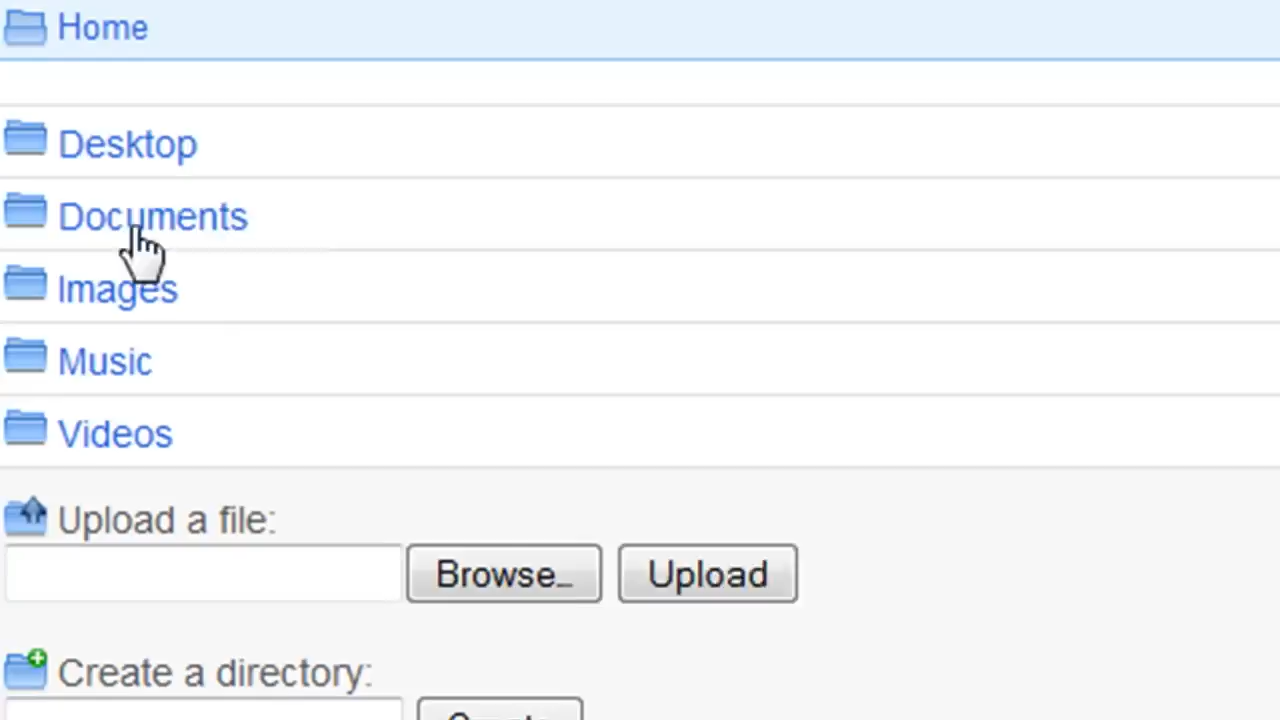 Home
Desktop
Documents
Images
Music
Videos
Upload a file:
Browse... Upload
Create a directory: